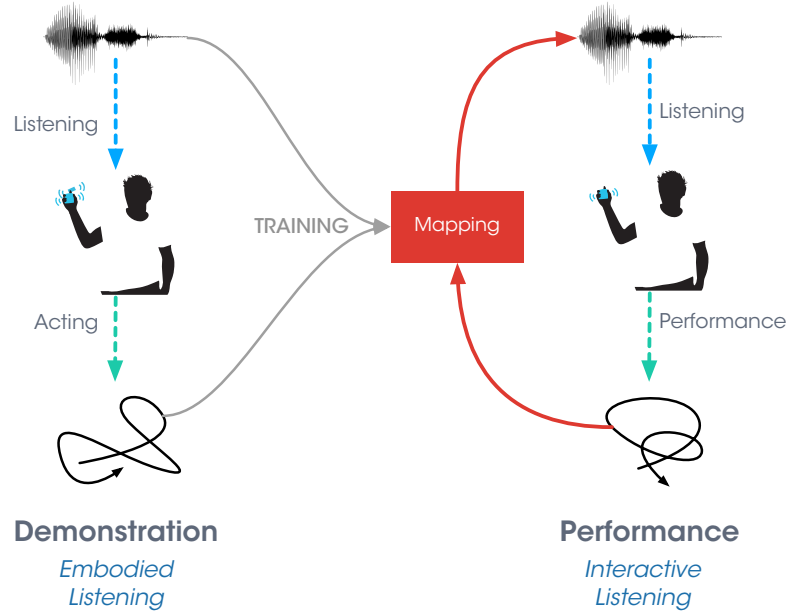 Listening
Listening
TRAINING
Mapping
Acting
Performance
Demonstration
Embodied
Listening
Performance
Interactive
Listening